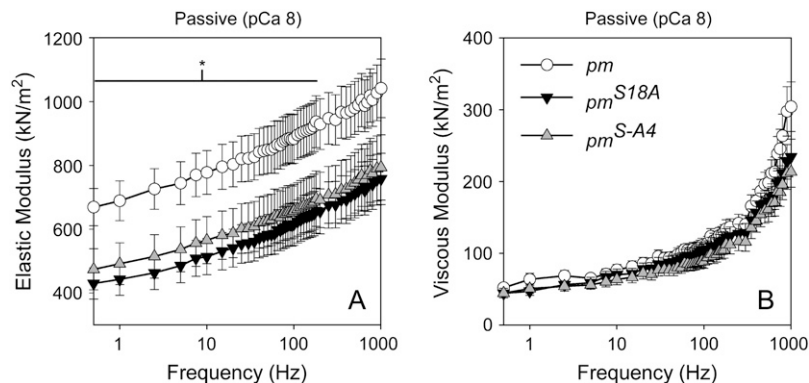 Passive (pCa 8)
1200
1000
800
600
400
*
A
1
10
100
1000
Elastic Modulus (kN/m²)
Frequency (Hz)
Passive (pCa 8)
400
300
200
100
0
pm
pm^S18A
pm^S-A4
B
1
10
100
1000
Viscous Modulus (kN/m²)
Frequency (Hz)